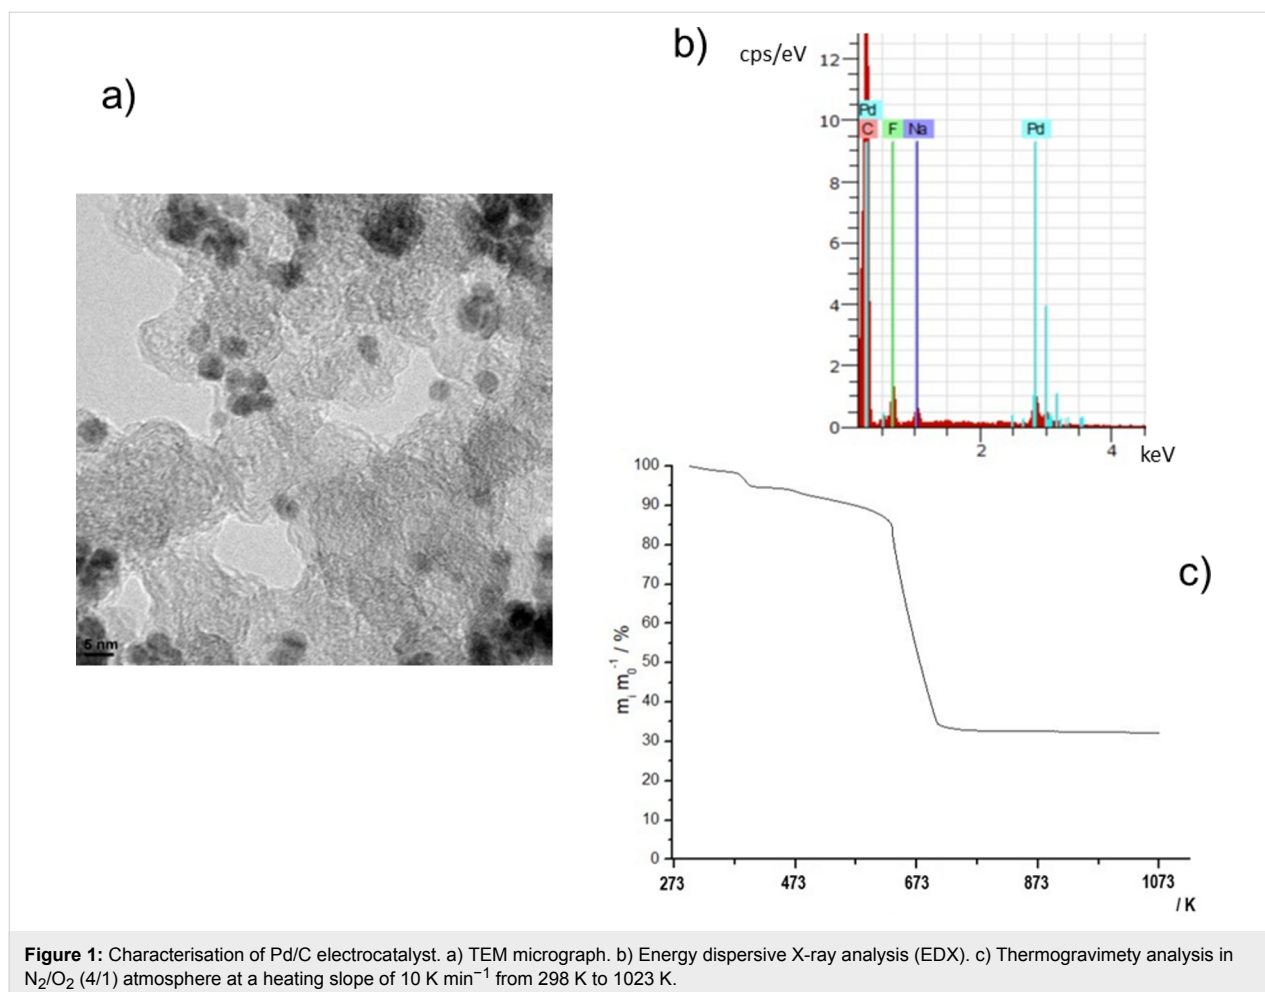 a)
5 nm
b)
cps/eV
12
10
8
6
4
2
0
Pd
C F Na Pd
2 4 keV
100
90
80
70
60
50
40
30
20
10
0
mᵢ m₀⁻¹ / %
273 473 673 873 1073
/ K
c)
Figure 1: Characterisation of Pd/C electrocatalyst. a) TEM micrograph. b) Energy dispersive X-ray analysis (EDX). c) Thermogravimety analysis in
N₂/O₂ (4/1) atmosphere at a heating slope of 10 K min⁻¹ from 298 K to 1023 K.